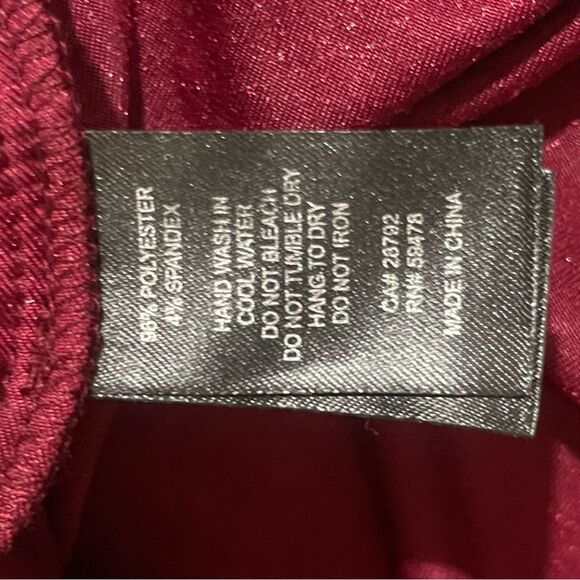 96% POLYESTER
4% SPANDEX
HAND WASH IN
COOL WATER
DO NOT BLEACH
DO NOT TUMBLE DRY
HANG TO DRY
DO NOT IRON
CA# 26792
RN# 59478
MADE IN CHINA